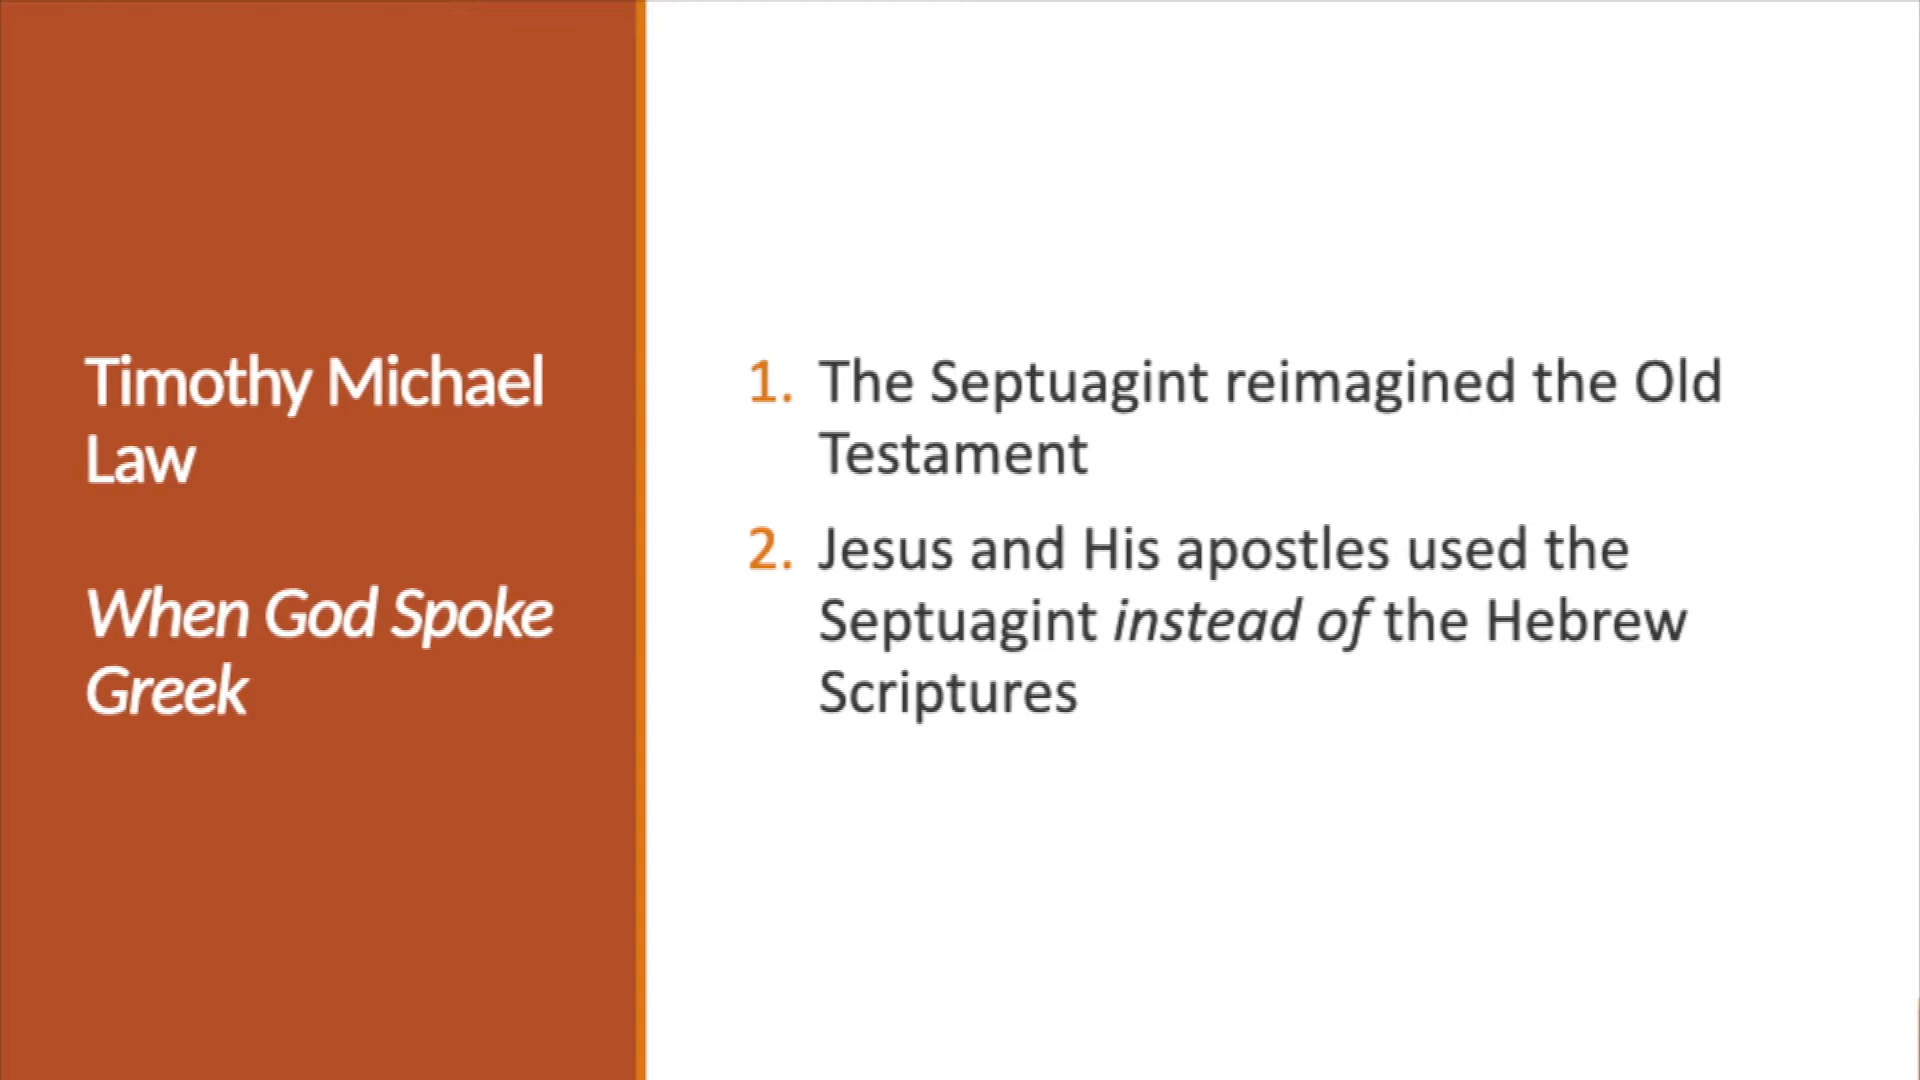 Timothy Michael
Law
When God Spoke
Greek
1. The Septuagint reimagined the Old
Testament
2. Jesus and His apostles used the
Septuagint instead of the Hebrew
Scriptures